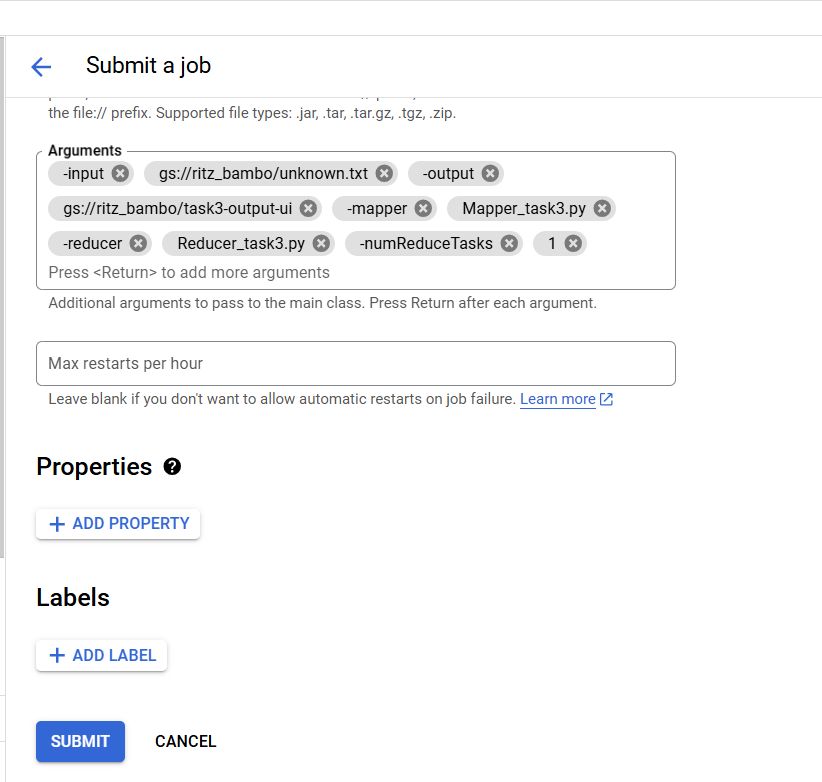 Submit a job
the file:// prefix. Supported file types: .jar, .tar, .tar.gz, .tgz, .zip.
Arguments
-input gs://ritz_bambo/unknown.txt -output
gs://ritz_bambo/task3-output-ui -mapper Mapper_task3.py
-reducer Reducer_task3.py -numReduceTasks 1
Press <Return> to add more arguments
Additional arguments to pass to the main class. Press Return after each argument.
Max restarts per hour
Leave blank if you don't want to allow automatic restarts on job failure. Learn more
Properties
ADD PROPERTY
Labels
ADD LABEL
SUBMIT CANCEL